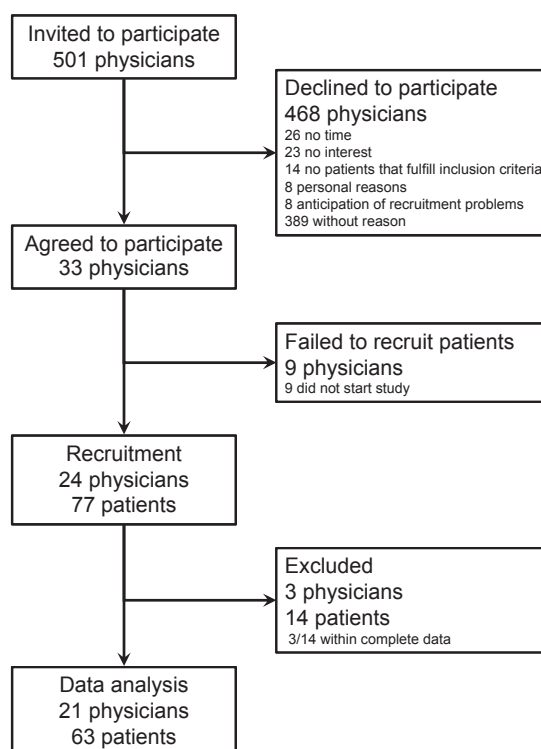 Invited to participate
501 physicians
Declined to participate
468 physicians
26 no time
23 no interest
14 no patients that fulfill inclusion criteria
8 personal reasons
8 anticipation of recruitment problems
389 without reason
Agreed to participate
33 physicians
Failed to recruit patients
9 physicians
9 did not start study
Recruitment
24 physicians
77 patients
Excluded
3 physicians
14 patients
3/14 within complete data
Data analysis
21 physicians
63 patients